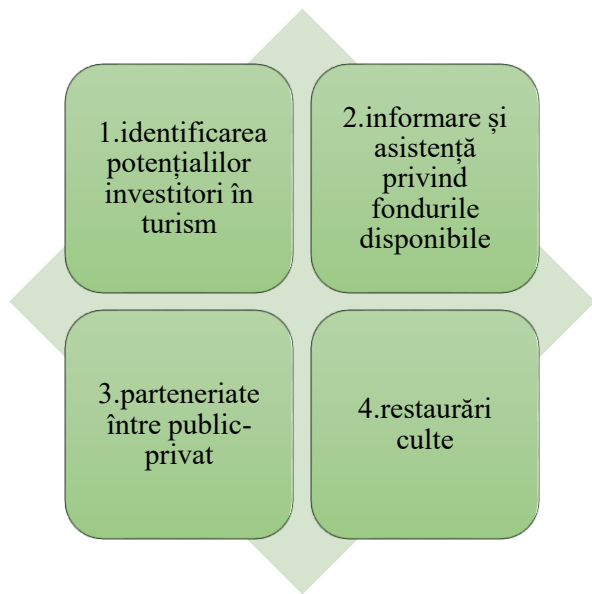 1.identificarea
potențialilor
investitori în
turism
2.informare și
asistență
privind
fondurile
disponibile
3.parteneriate
între public-
privat
4.restaurări
culte